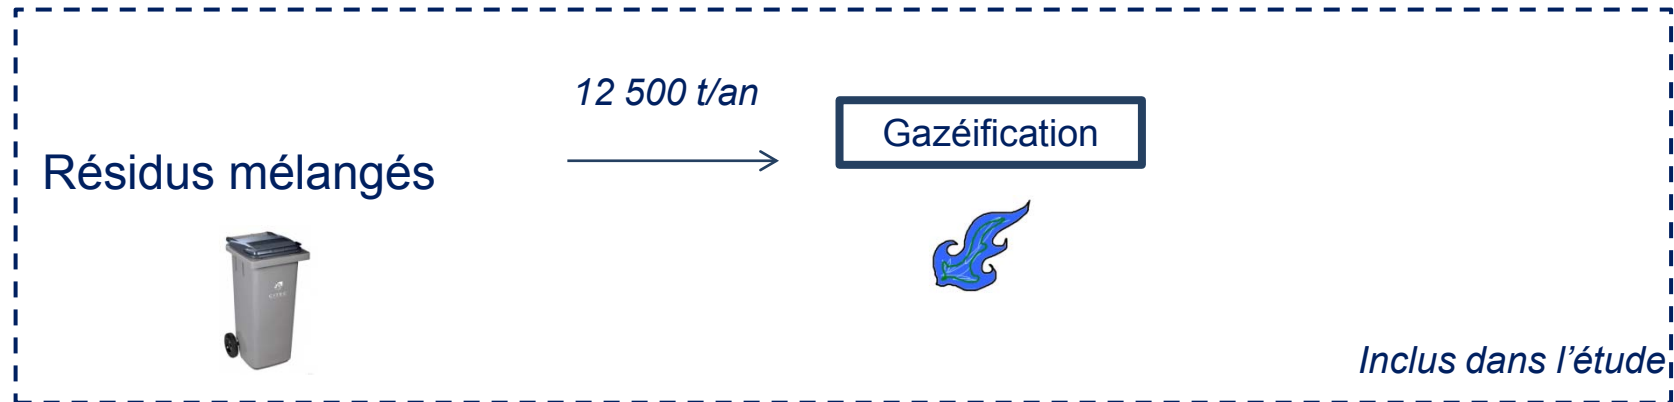 12 500 t/an
Gazéification
Résidus mélangés
Inclus dans l’étude